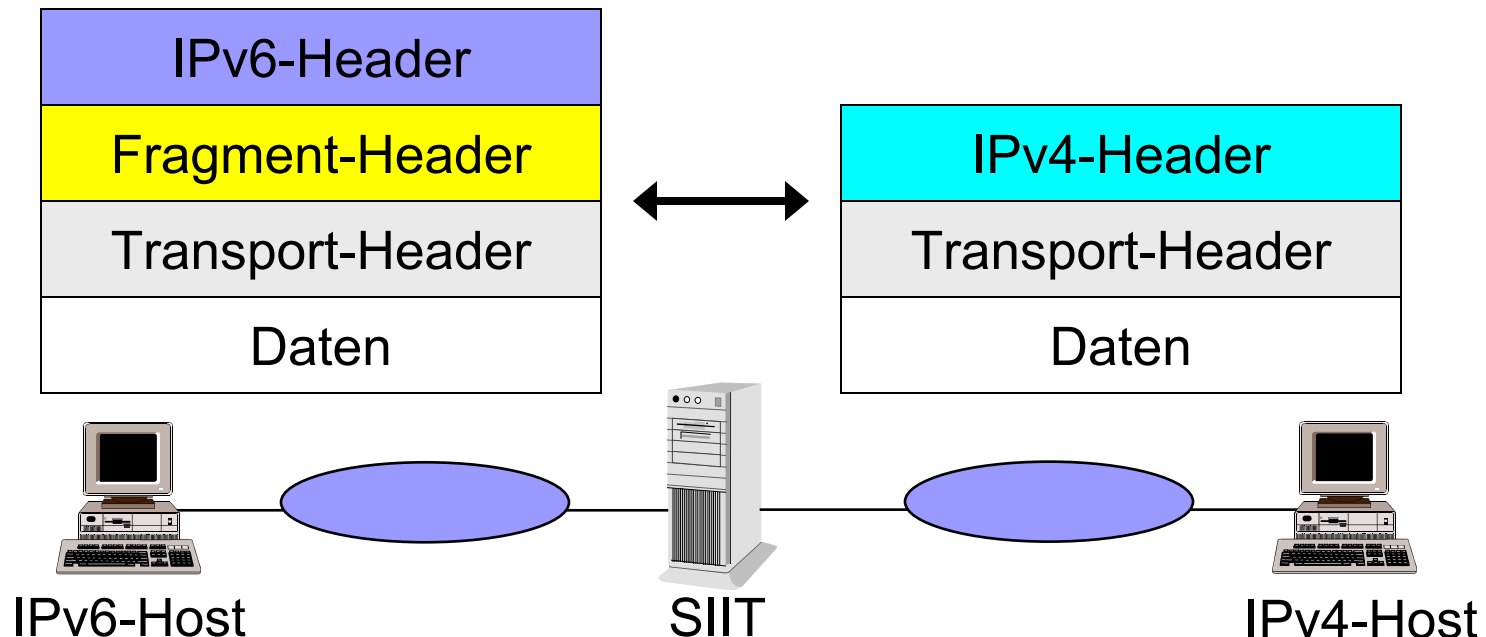 IPv6-Header
Fragment-Header
Transport-Header
Daten
IPv4-Header
Transport-Header
Daten
IPv6-Host
SIIT
IPv4-Host